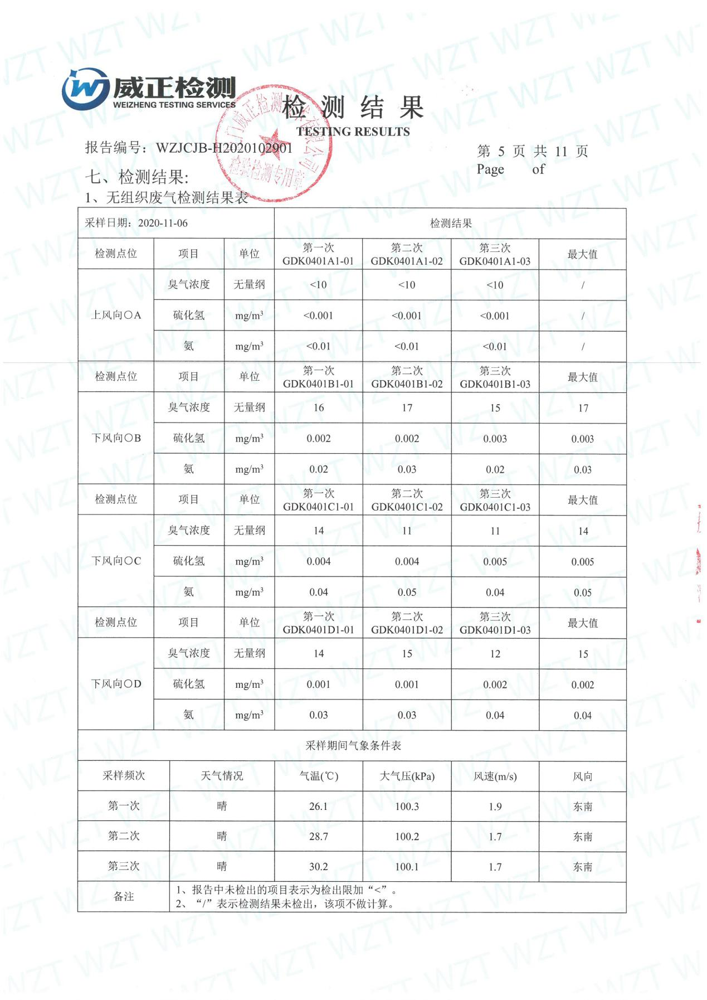 威正检测
WEIZHENG TESTING SERVICES
检测结果
TESTING RESULTS
报告编号：WZJCJB-H2020102901
第 5 页 共 11 页
Page of
七、检测结果:
1、无组织废气检测结果表
采样日期：2020-11-06 检测结果
检测点位 项目 单位 第一次 GDK0401A1-01 第二次 GDK0401A1-02 第三次 GDK0401A1-03 最大值
上风向〇A 臭气浓度 无量纲 <10 <10 <10 /
硫化氢 mg/m³ <0.001 <0.001 <0.001 /
氨 mg/m³ <0.01 <0.01 <0.01 /
检测点位 项目 单位 第一次 GDK0401B1-01 第二次 GDK0401B1-02 第三次 GDK0401B1-03 最大值
下风向〇B 臭气浓度 无量纲 16 17 15 17
硫化氢 mg/m³ 0.002 0.002 0.003 0.003
氨 mg/m³ 0.02 0.03 0.02 0.03
检测点位 项目 单位 第一次 GDK0401C1-01 第二次 GDK0401C1-02 第三次 GDK0401C1-03 最大值
下风向〇C 臭气浓度 无量纲 14 11 11 14
硫化氢 mg/m³ 0.004 0.004 0.005 0.005
氨 mg/m³ 0.04 0.05 0.04 0.05
检测点位 项目 单位 第一次 GDK0401D1-01 第二次 GDK0401D1-02 第三次 GDK0401D1-03 最大值
下风向〇D 臭气浓度 无量纲 14 15 12 15
硫化氢 mg/m³ 0.001 0.001 0.002 0.002
氨 mg/m³ 0.03 0.03 0.04 0.04
采样期间气象条件表
采样频次 天气情况 气温(℃) 大气压(kPa) 风速(m/s) 风向
第一次 晴 26.1 100.3 1.9 东南
第二次 晴 28.7 100.2 1.7 东南
第三次 晴 30.2 100.1 1.7 东南
备注 1、报告中未检出的项目表示为检出限加“<”。
2、“/”表示检测结果未检出，该项不做计算。
检验检测专用章
WZT